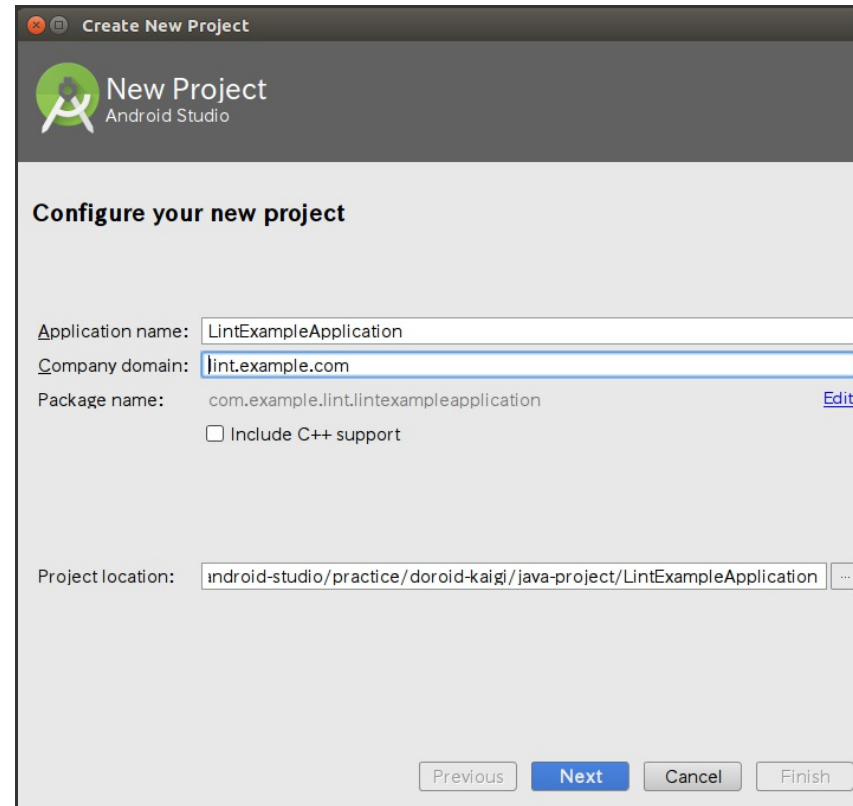 Create New Project
New Project
Android Studio
Configure your new project
Application name: LintExampleApplication
Company domain: lint.example.com
Package name: com.example.lint.lintexampleapplication Edit
Include C++ support
Project location: android-studio/practice/doroid-kaigi/java-project/LintExampleApplication ...
Previous Next Cancel Finish